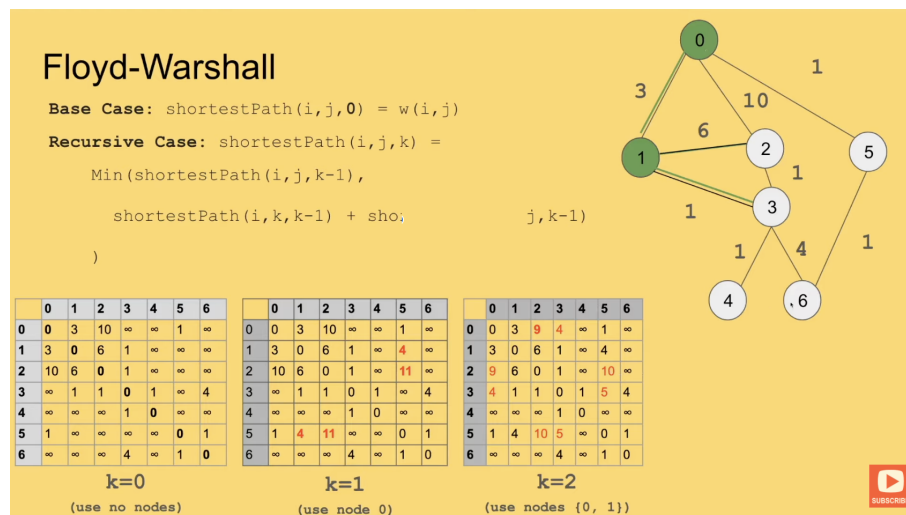 Floyd-Warshall
Base Case: shortestPath(i,j,0) = w(i,j)
Recursive Case: shortestPath(i,j,k) =
Min(shortestPath(i,j,k-1),
shortestPath(i,k,k-1) + sho j,k-1)
)
0
1
3
10
6
2
5
1
1
3
1
1
4
1
4
6
0 1 2 3 4 5 6
0 0 3 10 ∞ ∞ 1 ∞
1 3 0 6 1 ∞ ∞ ∞
2 10 6 0 1 ∞ ∞ ∞
3 ∞ 1 1 0 1 ∞ 4
4 ∞ ∞ ∞ 1 0 ∞ ∞
5 1 ∞ ∞ ∞ ∞ 0 1
6 ∞ ∞ ∞ 4 ∞ 1 0
k=0
(use no nodes)
0 1 2 3 4 5 6
0 0 3 10 ∞ ∞ 1 ∞
1 3 0 6 1 ∞ 4 ∞
2 10 6 0 1 ∞ 11 ∞
3 ∞ 1 1 0 1 ∞ 4
4 ∞ ∞ ∞ 1 0 ∞ ∞
5 1 4 11 ∞ ∞ 0 1
6 ∞ ∞ ∞ 4 ∞ 1 0
k=1
(use node 0)
0 1 2 3 4 5 6
0 0 3 9 4 ∞ 1 ∞
1 3 0 6 1 ∞ 4 ∞
2 9 6 0 1 ∞ 10 ∞
3 4 1 1 0 1 5 4
4 ∞ ∞ ∞ 1 0 ∞ ∞
5 1 4 10 5 ∞ 0 1
6 ∞ ∞ ∞ 4 ∞ 1 0
k=2
(use nodes {0, 1})
SUBSCRIBE